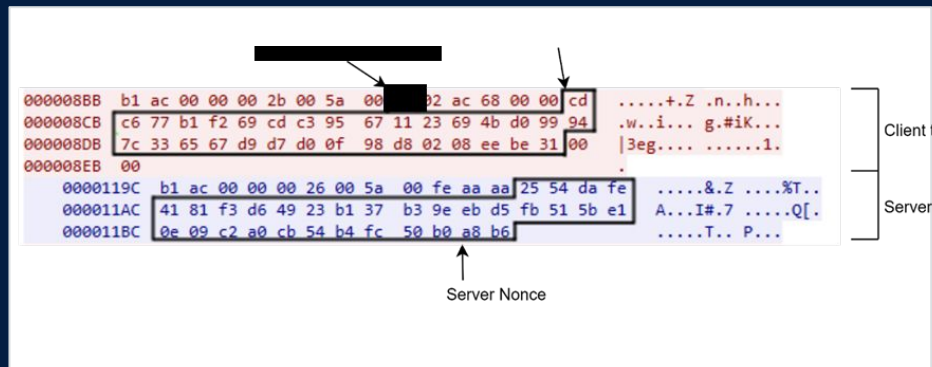 000008BB b1 ac 00 00 00 2b 00 5a 00 02 ac 68 00 00 cd .....+.Z .n..h...
000008CB c6 77 b1 f2 69 cd c3 95 67 11 23 69 4b d0 99 94 .w..i... g.#iK...
000008DB 7c 33 65 67 d9 d7 d0 0f 98 d8 02 08 ee be 31 00 |3eg.... ......1.
000008EB 00 .
Client
0000119C b1 ac 00 00 00 26 00 5a 00 fe aa aa 25 54 da fe .....&.Z ....%T..
000011AC 41 81 f3 d6 49 23 b1 37 b3 9e eb d5 fb 51 5b e1 A...I#.7 .....Q[.
000011BC 0e 09 c2 a0 cb 54 b4 fc 50 b0 a8 b6 .....T.. P...
Server
Server Nonce